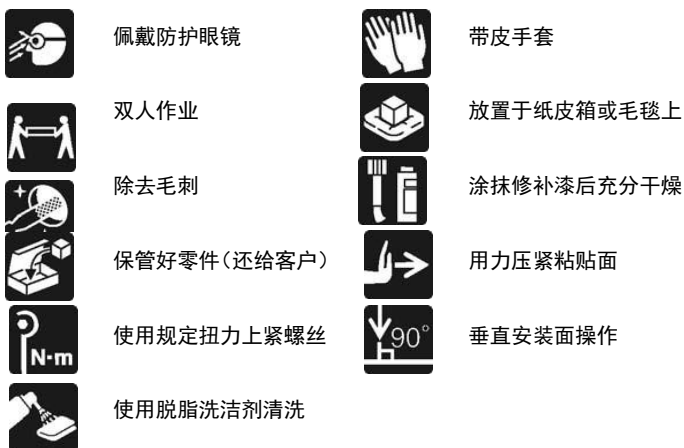 佩戴防护眼镜
带皮手套
双人作业
放置于纸皮箱或毛毯上
除去毛刺
涂抹修补漆后充分干燥
保管好零件（还给客户）
用力压紧粘贴面
N·m
使用规定扭力上紧螺丝
90°
垂直安装面操作
使用脱脂洗洁剂清洗